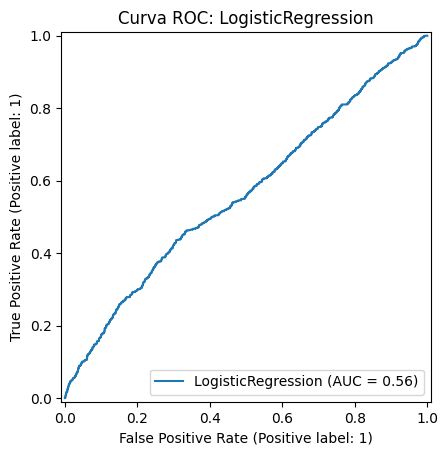 Curva ROC: LogisticRegression
True Positive Rate (Positive label: 1)
1.0
0.8
0.6
0.4
0.2
0.0
LogisticRegression (AUC = 0.56)
0.0 0.2 0.4 0.6 0.8 1.0
False Positive Rate (Positive label: 1)